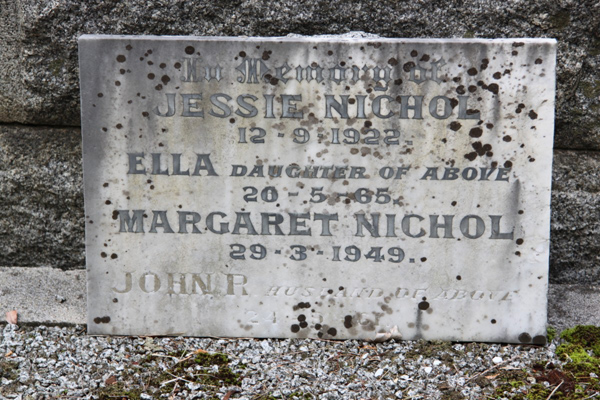 In Memory of
JESSIE NICHOL
12-9-1922.
ELLA DAUGHTER OF ABOVE
20-5-65.
MARGARET NICHOL
29-3-1949.
JOHN. R HUSBAND OF ABOVE
24